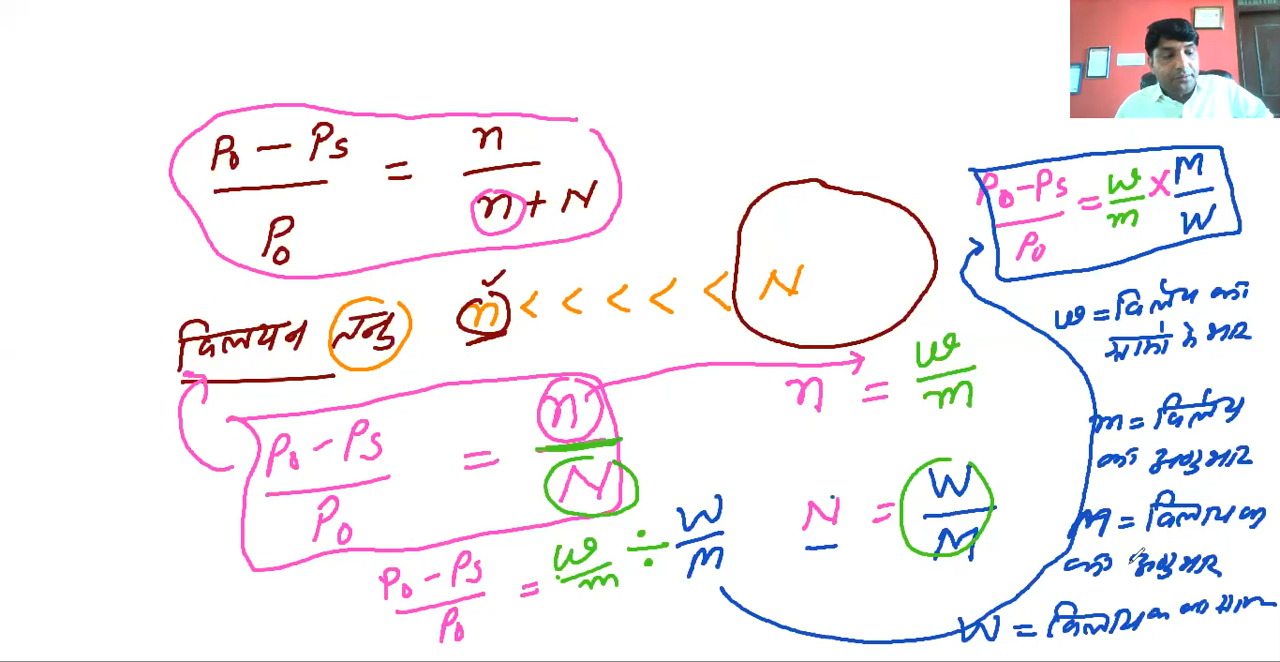 P₀ – Ps / P₀ = n / n + N
विलयन तनु n < < < < < N
P₀ – Ps / P₀ = n / N
n = w / m
N = W / M
P₀ – Ps / P₀ = w / m ÷ W / M
P₀ – Ps / P₀ = w / m × M / W
w = विलेय की
मात्रा
भार
m = विलेय
का अणुभार
M = विलायक
का अणुभार
W = विलायक का भार